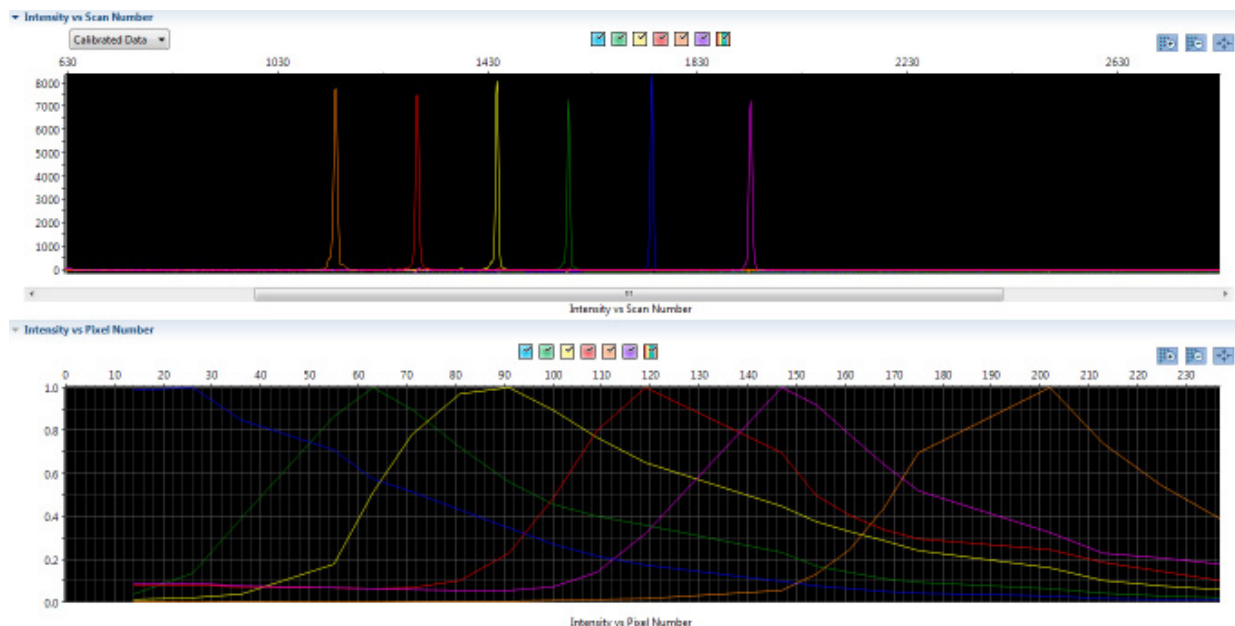 Intensity vs Scan Number
Calibrated Data
630 1030 1430 1830 2230 2630
8000
7000
6000
5000
4000
3000
2000
1000
0
Intensity vs Scan Number
Intensity vs Pixel Number
0 10 20 30 40 50 60 70 80 90 100 110 120 130 140 150 160 170 180 190 200 210 220 230
1.0
0.8
0.6
0.4
0.2
0.0
Intensity vs Pixel Number